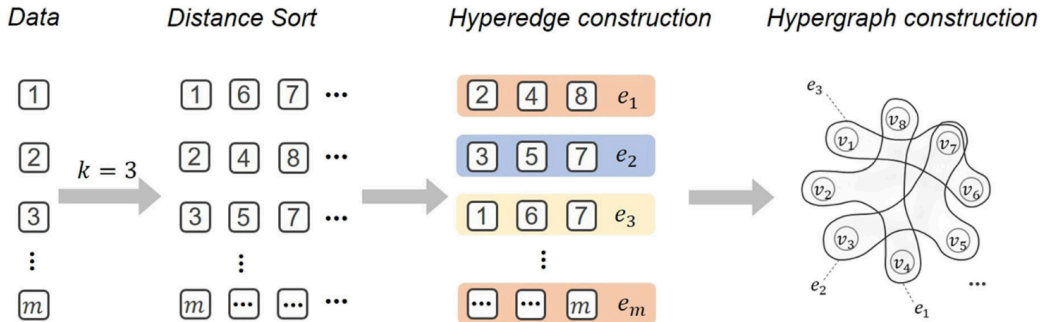 Data Distance Sort Hyperedge construction Hypergraph construction
1 1 6 7 ••• 2 4 8 e₁
2 2 4 8 ••• 3 5 7 e₂
k = 3
3 3 5 7 ••• 1 6 7 e₃
⋮ ⋮ ⋮
m m ••• ••• ••• ••• ••• m eₘ
e₃
v₈
v₁ v₇
v₂ v₆
v₃ v₅
v₄
e₂ •••
e₁